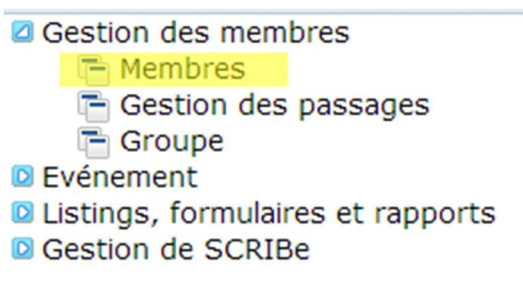 Gestion des membres
Membres
Gestion des passages
Groupe
Evénement
Listings, formulaires et rapports
Gestion de SCRIBe